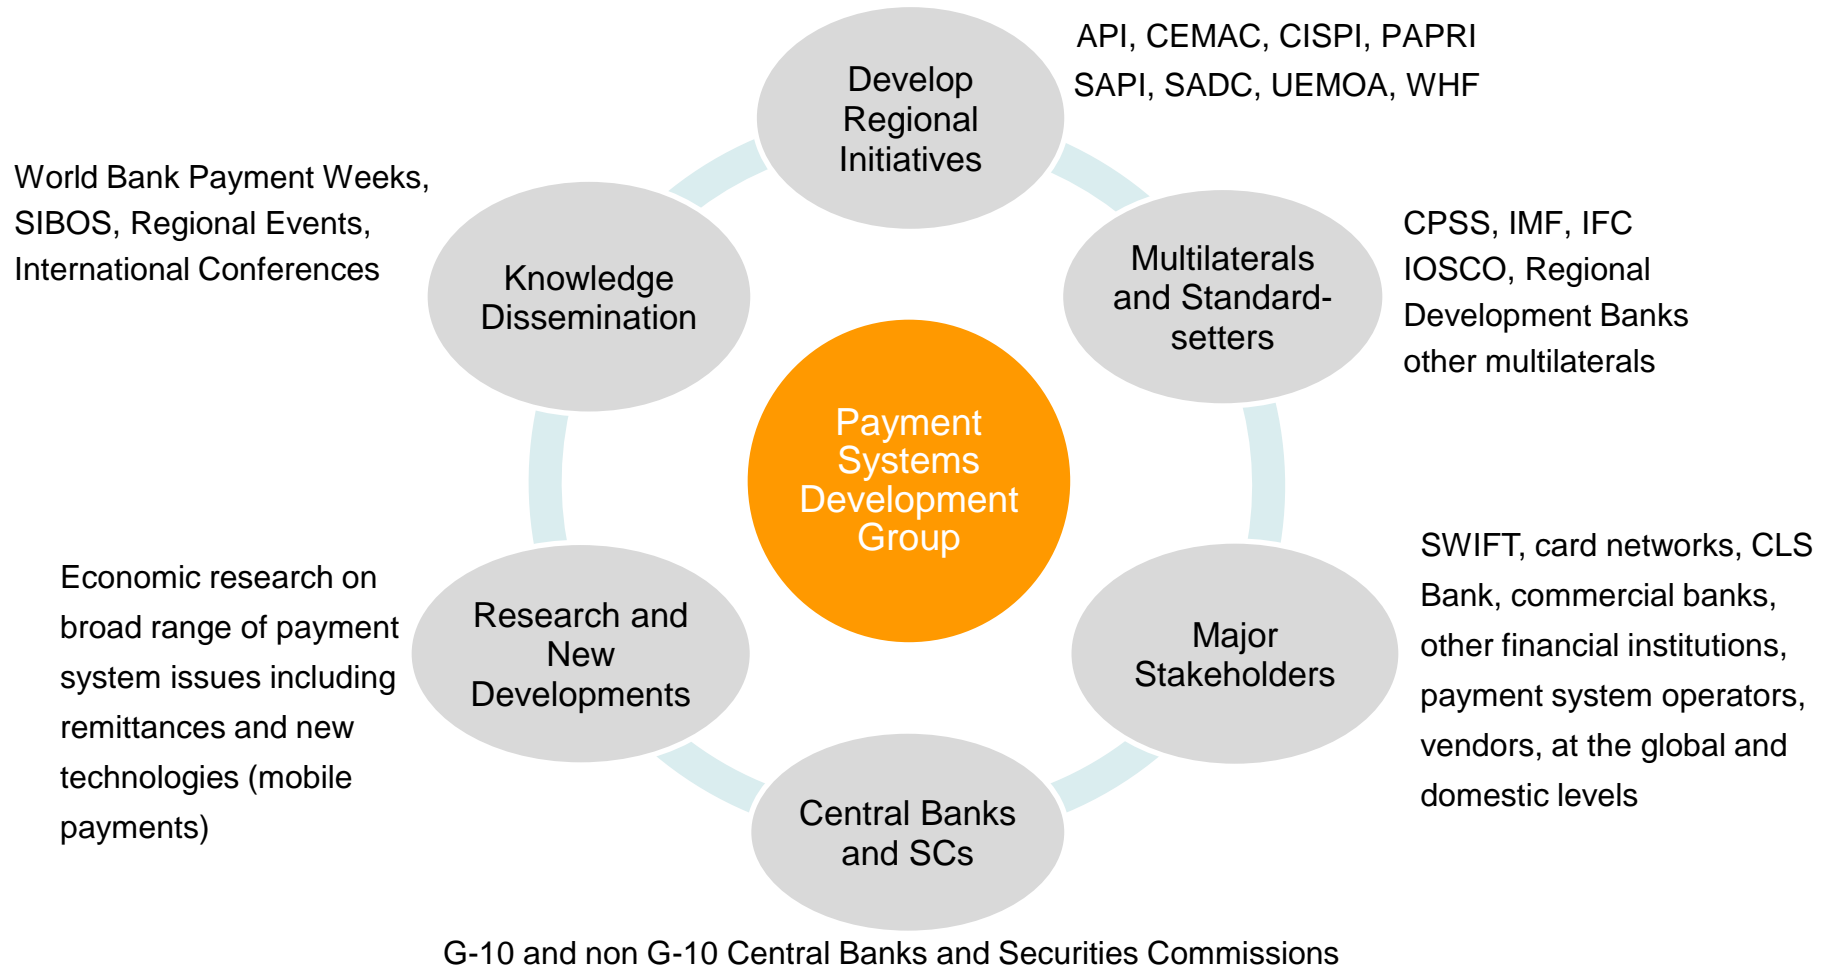 Develop
Regional
Initiatives
API, CEMAC, CISPI, PAPRI
SAPI, SADC, UEMOA, WHF
Multilaterals
and Standard-
setters
CPSS, IMF, IFC
IOSCO, Regional
Development Banks
other multilaterals
Major
Stakeholders
SWIFT, card networks, CLS
Bank, commercial banks,
other financial institutions,
payment system operators,
vendors, at the global and
domestic levels
Central Banks
and SCs
G-10 and non G-10 Central Banks and Securities Commissions
Research and
New
Developments
Economic research on
broad range of payment
system issues including
remittances and new
technologies (mobile
payments)
Knowledge
Dissemination
World Bank Payment Weeks,
SIBOS, Regional Events,
International Conferences
Payment
Systems
Development
Group